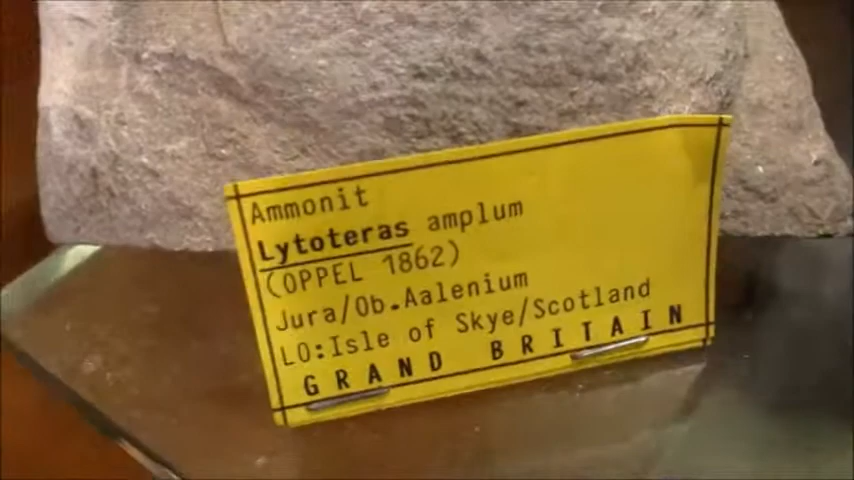 Ammonit
Lytoteras amplum
(OPPEL 1862)
Jura/Ob.Aalenium
LO:Isle of Skye/Scotland
GRAND BRITAIN